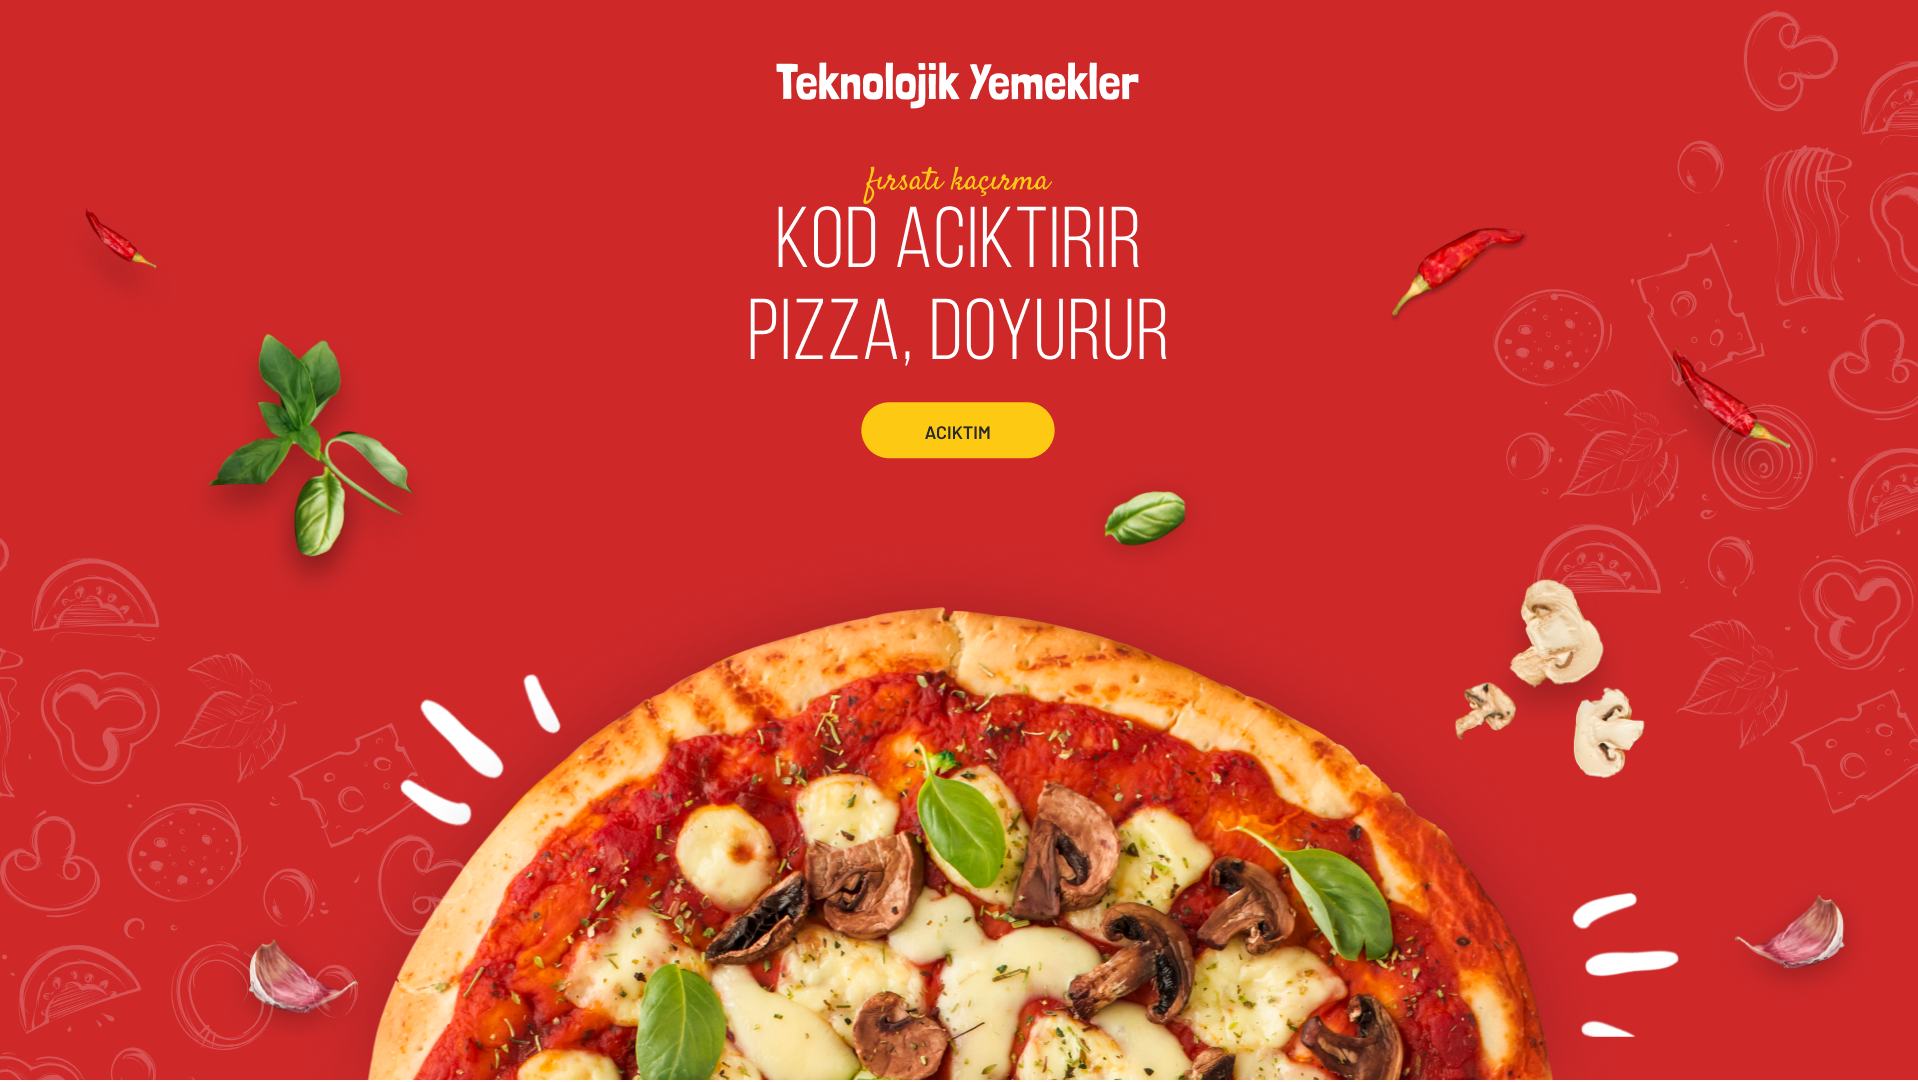 Teknolojik Yemekler
fırsatı kaçırma
KOD ACIKTIRIR
PIZZA, DOYURUR
ACIKTIM